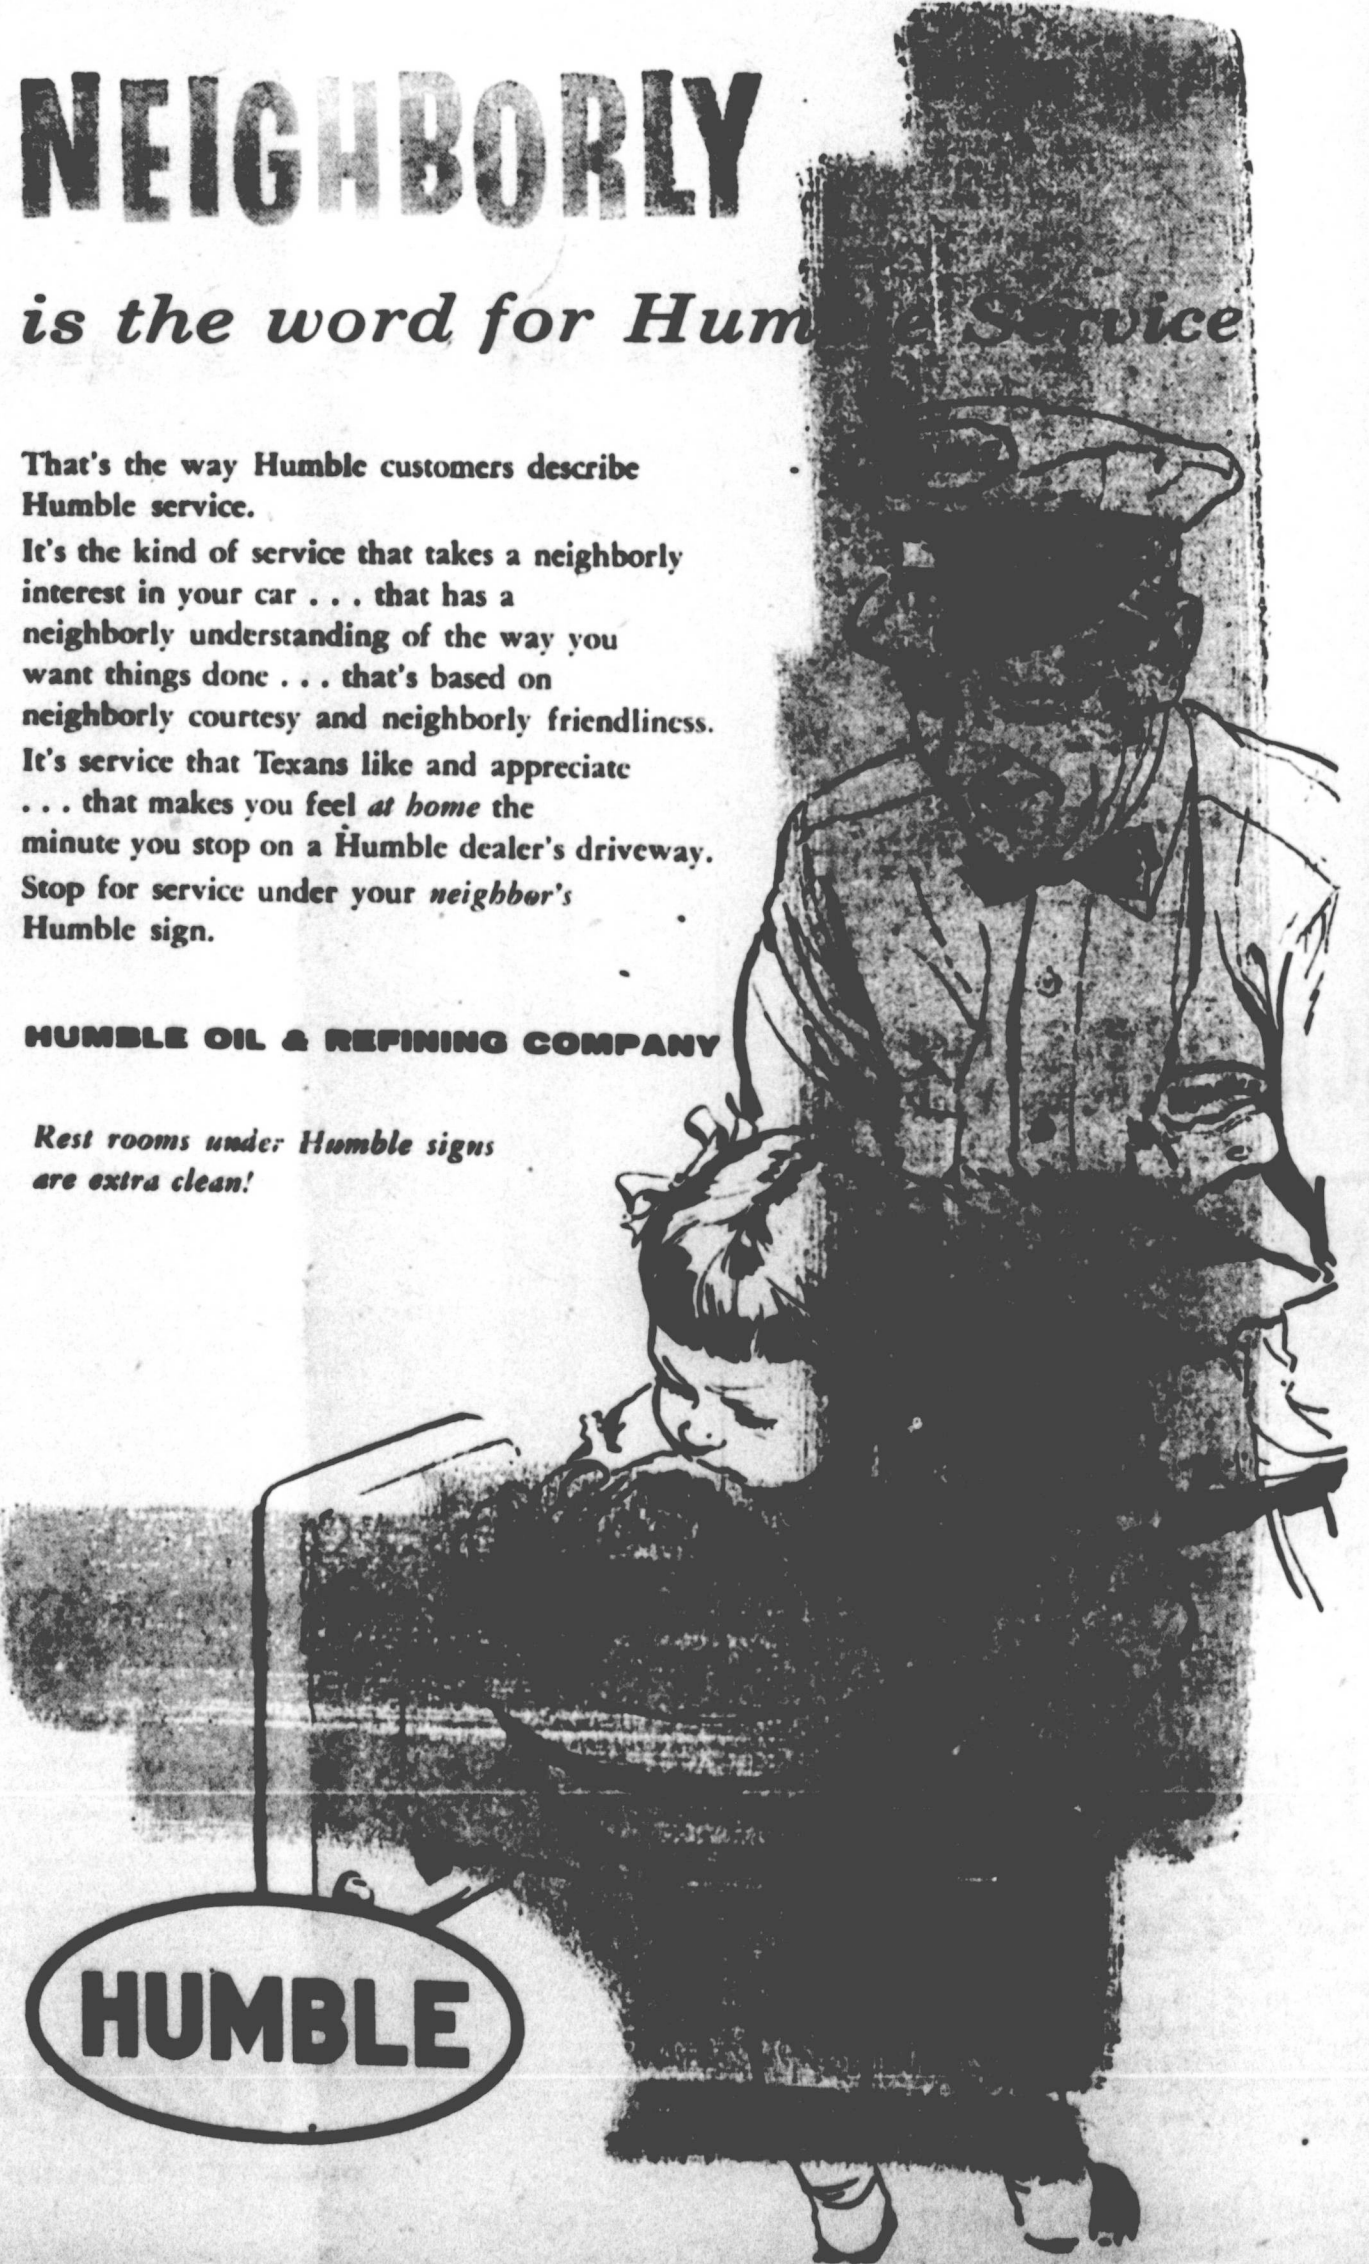 NEIGHBORLY
is the word for Humble Service
That's the way Humble customers describe
Humble service.
It's the kind of service that takes a neighborly
interest in your car . . . that has a
neighborly understanding of the way you
want things done . . . that's based on
neighborly courtesy and neighborly friendliness.
It's service that Texans like and appreciate
. . . that makes you feel at home the
minute you stop on a Humble dealer's driveway.
Stop for service under your neighbor's
Humble sign.
HUMBLE OIL & REFINING COMPANY
Rest rooms under Humble signs
are extra clean!
HUMBLE